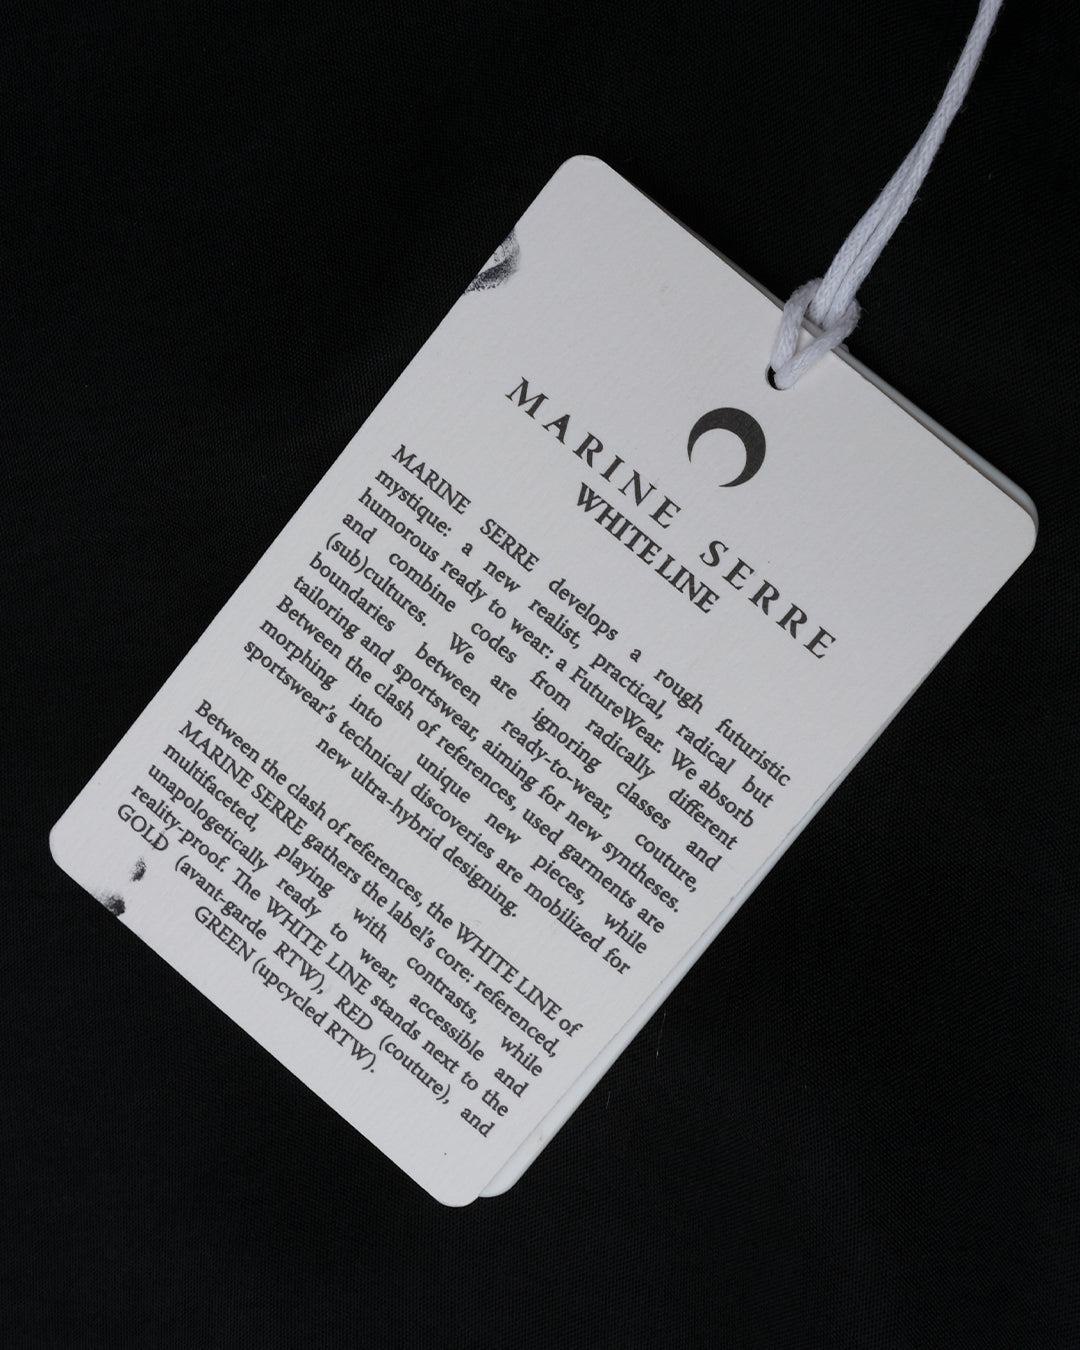 MARINE SERRE
WHITE LINE
MARINE SERRE develops a rough futuristic
mystique: a new realist, practical, radical but
humorous ready to wear: a FutureWear. We absorb
and combine codes from radically different
(sub)cultures. We are ignoring classes and
boundaries between ready-to-wear, couture,
tailoring and sportswear, aiming for new syntheses.
Between the clash of references, used garments are
morphing into unique new pieces, while
sportswear's technical discoveries are mobilized for
new ultra-hybrid designing.
Between the clash of references, the WHITE LINE of
MARINE SERRE gathers the label's core: referenced,
multifaceted, playing with contrasts, while
unapologetically ready to wear, accessible and
reality-proof. The WHITE LINE stands next to the
GOLD (avant-garde RTW), RED (couture), and
GREEN (upcycled RTW).